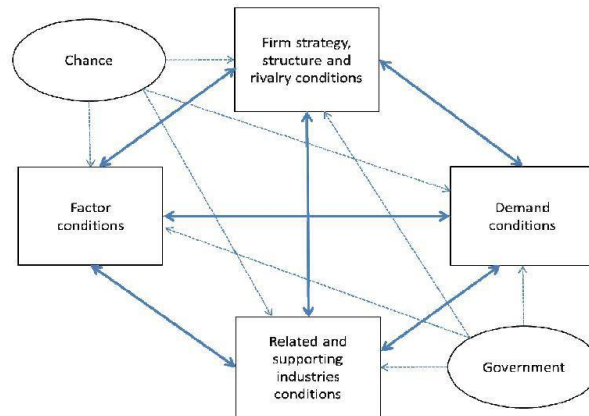 Chance
Firm strategy,
structure and
rivalry conditions
Factor
conditions
Demand
conditions
Related and
supporting
industries
conditions
Government